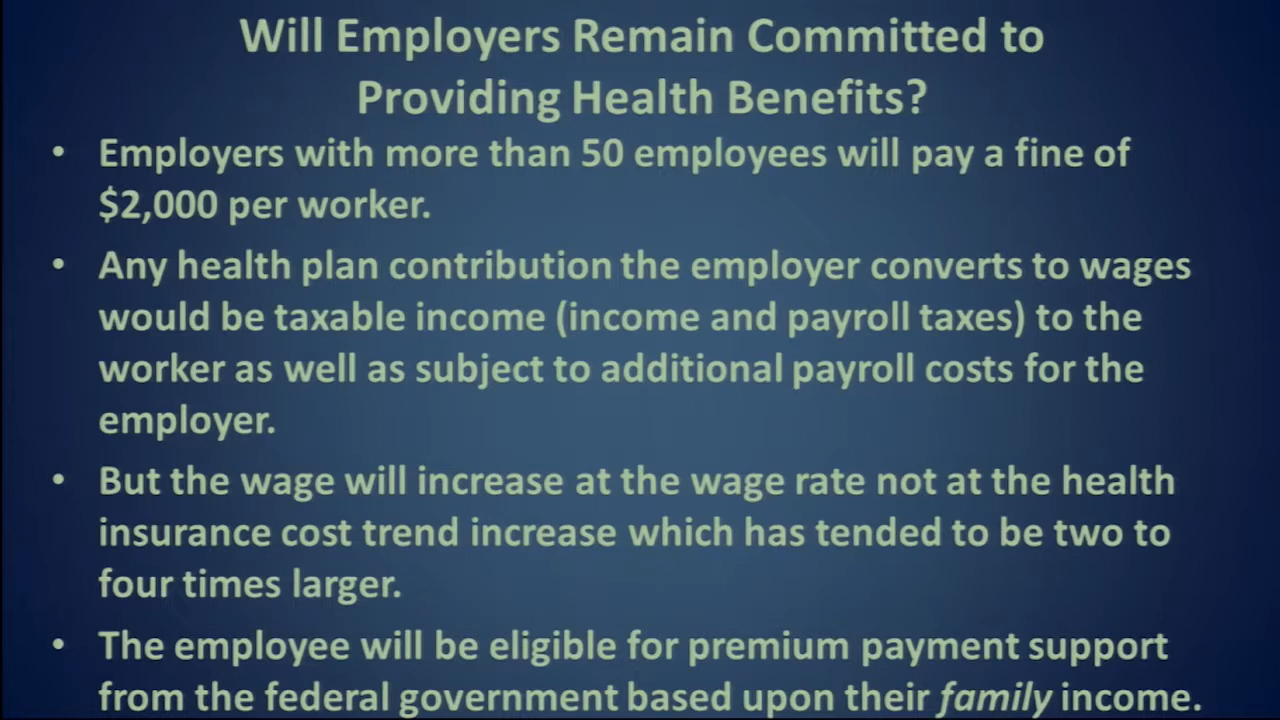 Will Employers Remain Committed to
Providing Health Benefits?
• Employers with more than 50 employees will pay a fine of
$2,000 per worker.
• Any health plan contribution the employer converts to wages
would be taxable income (income and payroll taxes) to the
worker as well as subject to additional payroll costs for the
employer.
• But the wage will increase at the wage rate not at the health
insurance cost trend increase which has tended to be two to
four times larger.
• The employee will be eligible for premium payment support
from the federal government based upon their family income.